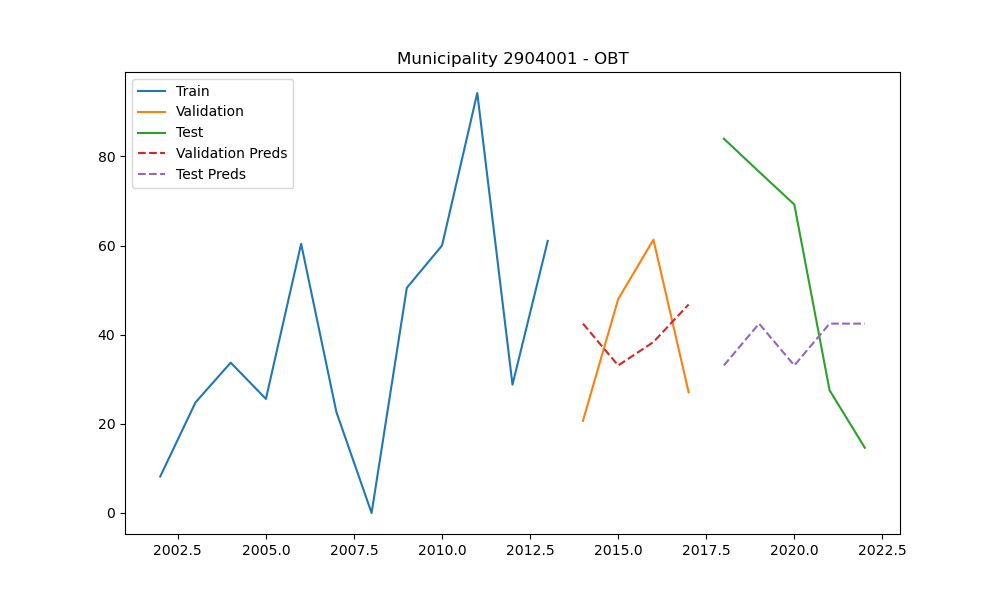 Municipality 2904001 - OBT
Train
Validation
Test
Validation Preds
Test Preds
80
60
40
20
0
2002.5 2005.0 2007.5 2010.0 2012.5 2015.0 2017.5 2020.0 2022.5